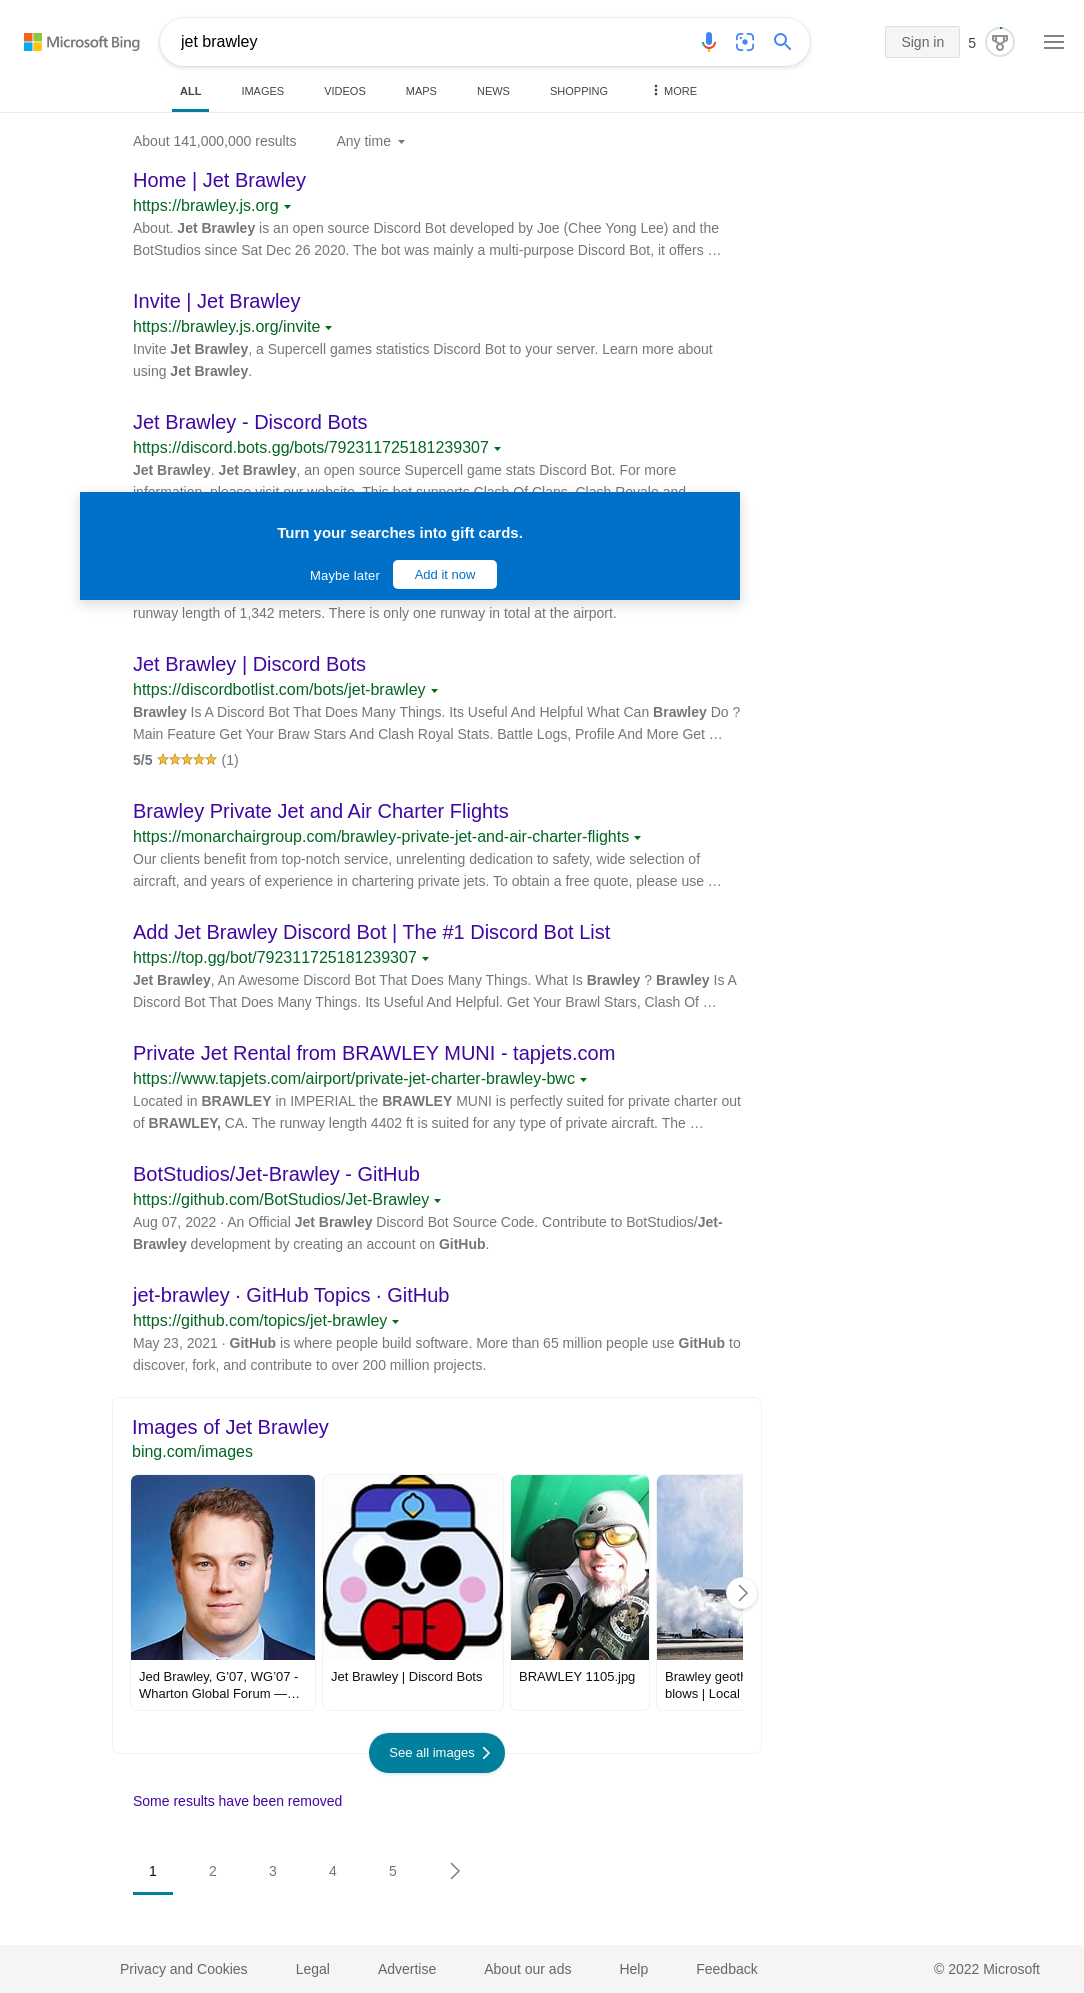 Microsoft Bing
jet brawley
Sign in
5
ALL
IMAGES
VIDEOS
MAPS
NEWS
SHOPPING
MORE
About 141,000,000 results
Any time
Home | Jet Brawley
https://brawley.js.org
About. Jet Brawley is an open source Discord Bot developed by Joe (Chee Yong Lee) and the
BotStudios since Sat Dec 26 2020. The bot was mainly a multi-purpose Discord Bot, it offers …
Invite | Jet Brawley
https://brawley.js.org/invite
Invite Jet Brawley, a Supercell games statistics Discord Bot to your server. Learn more about
using Jet Brawley.
Jet Brawley - Discord Bots
https://discord.bots.gg/bots/792311725181239307
Jet Brawley. Jet Brawley, an open source Supercell game stats Discord Bot. For more
information, please visit our website. This bot supports Clash Of Clans, Clash Royale and
Turn your searches into gift cards.
Maybe later
Add it now
runway length of 1,342 meters. There is only one runway in total at the airport.
Jet Brawley | Discord Bots
https://discordbotlist.com/bots/jet-brawley
Brawley Is A Discord Bot That Does Many Things. Its Useful And Helpful What Can Brawley Do ?
Main Feature Get Your Braw Stars And Clash Royal Stats. Battle Logs, Profile And More Get …
5/5 (1)
Brawley Private Jet and Air Charter Flights
https://monarchairgroup.com/brawley-private-jet-and-air-charter-flights
Our clients benefit from top-notch service, unrelenting dedication to safety, wide selection of
aircraft, and years of experience in chartering private jets. To obtain a free quote, please use …
Add Jet Brawley Discord Bot | The #1 Discord Bot List
https://top.gg/bot/792311725181239307
Jet Brawley, An Awesome Discord Bot That Does Many Things. What Is Brawley ? Brawley Is A
Discord Bot That Does Many Things. Its Useful And Helpful. Get Your Brawl Stars, Clash Of …
Private Jet Rental from BRAWLEY MUNI - tapjets.com
https://www.tapjets.com/airport/private-jet-charter-brawley-bwc
Located in BRAWLEY in IMPERIAL the BRAWLEY MUNI is perfectly suited for private charter out
of BRAWLEY, CA. The runway length 4402 ft is suited for any type of private aircraft. The …
BotStudios/Jet-Brawley - GitHub
https://github.com/BotStudios/Jet-Brawley
Aug 07, 2022 · An Official Jet Brawley Discord Bot Source Code. Contribute to BotStudios/Jet-
Brawley development by creating an account on GitHub.
jet-brawley · GitHub Topics · GitHub
https://github.com/topics/jet-brawley
May 23, 2021 · GitHub is where people build software. More than 65 million people use GitHub to
discover, fork, and contribute to over 200 million projects.
Images of Jet Brawley
bing.com/images
Jed Brawley, G’07, WG’07 -
Wharton Global Forum —…
Jet Brawley | Discord Bots
BRAWLEY 1105.jpg
Brawley geoth
blows | Local
See all images
Some results have been removed
1
2
3
4
5
Privacy and Cookies
Legal
Advertise
About our ads
Help
Feedback
© 2022 Microsoft